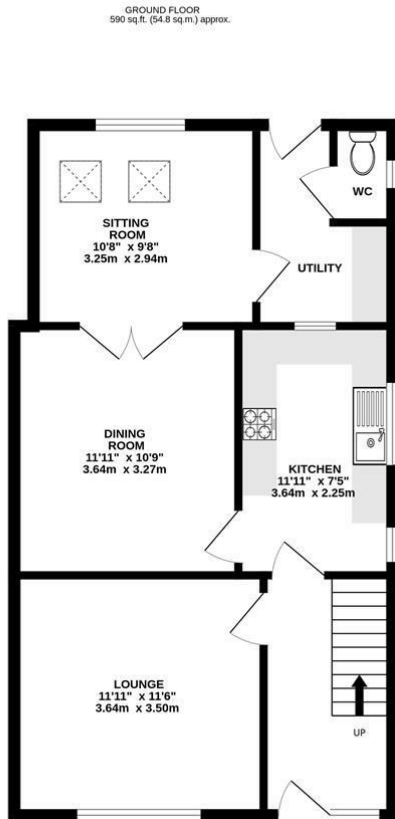 GROUND FLOOR
590 sq.ft. (54.8 sq.m.) approx.
WC
SITTING
ROOM
10'8" x 9'8"
3.25m x 2.94m
UTILITY
DINING
ROOM
11'11" x 10'9"
3.64m x 3.27m
KITCHEN
11'11" x 7'5"
3.64m x 2.25m
LOUNGE
11'11" x 11'6"
3.64m x 3.50m
UP